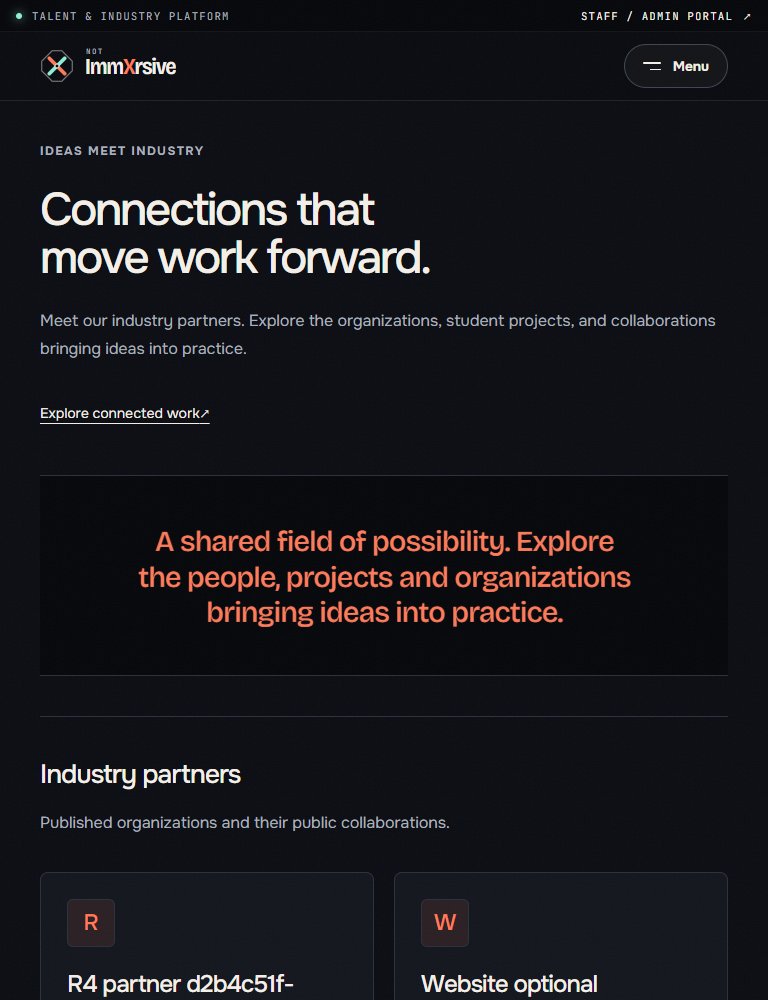 TALENT & INDUSTRY PLATFORM
STAFF / ADMIN PORTAL ↗
NOT
ImmXrsive
Menu
IDEAS MEET INDUSTRY
Connections that
move work forward.
Meet our industry partners. Explore the organizations, student projects, and collaborations
bringing ideas into practice.
Explore connected work↗
A shared field of possibility. Explore
the people, projects and organizations
bringing ideas into practice.
Industry partners
Published organizations and their public collaborations.
R
W
R4 partner d2b4c51f-
Website optional